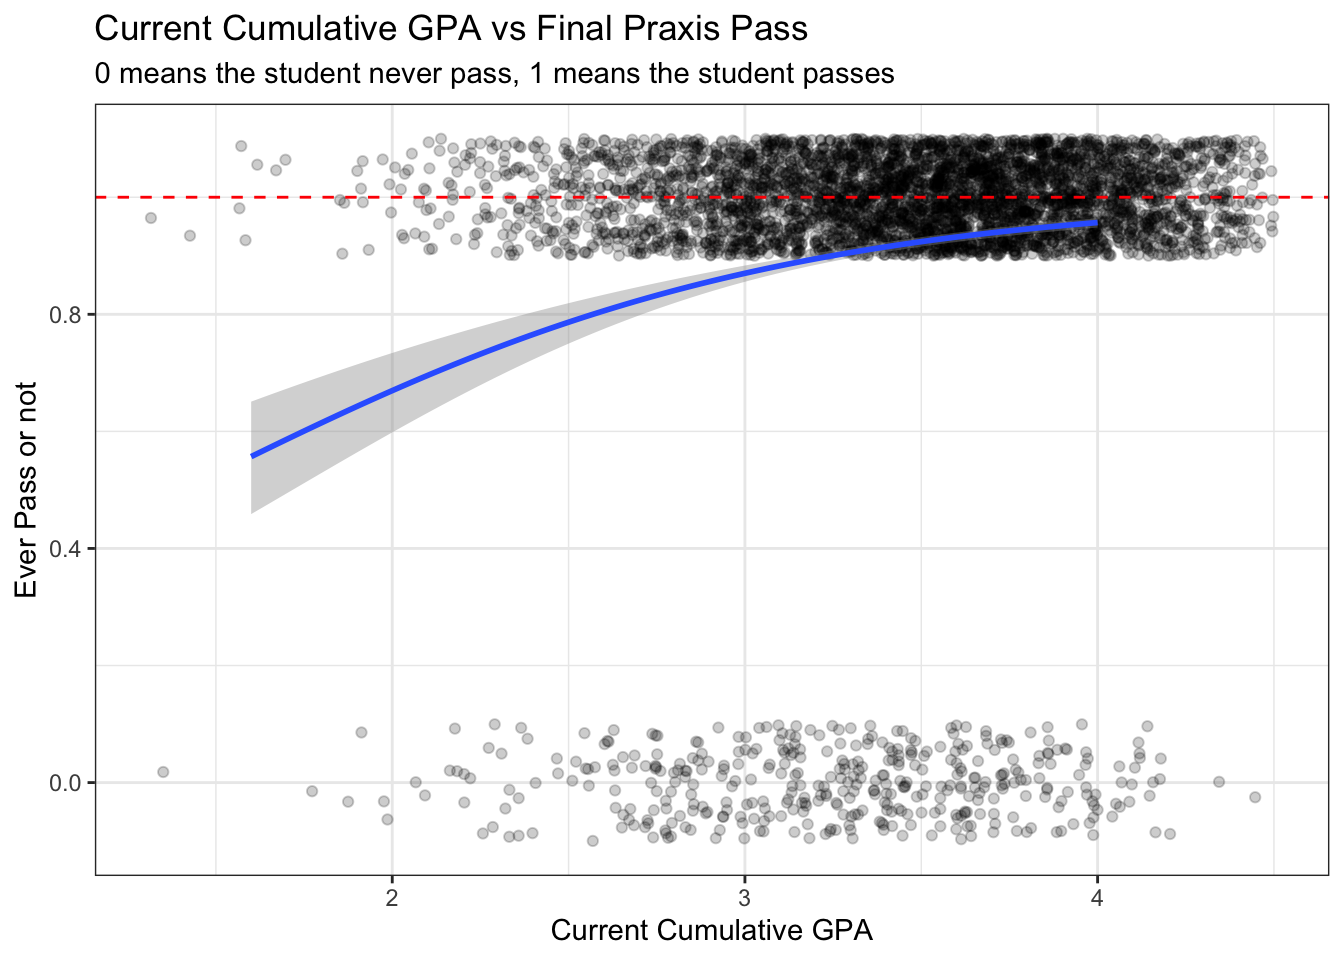 Current Cumulative GPA vs Final Praxis Pass
0 means the student never pass, 1 means the student passes
Ever Pass or not
0.8
0.4
0.0
2
3
4
Current Cumulative GPA